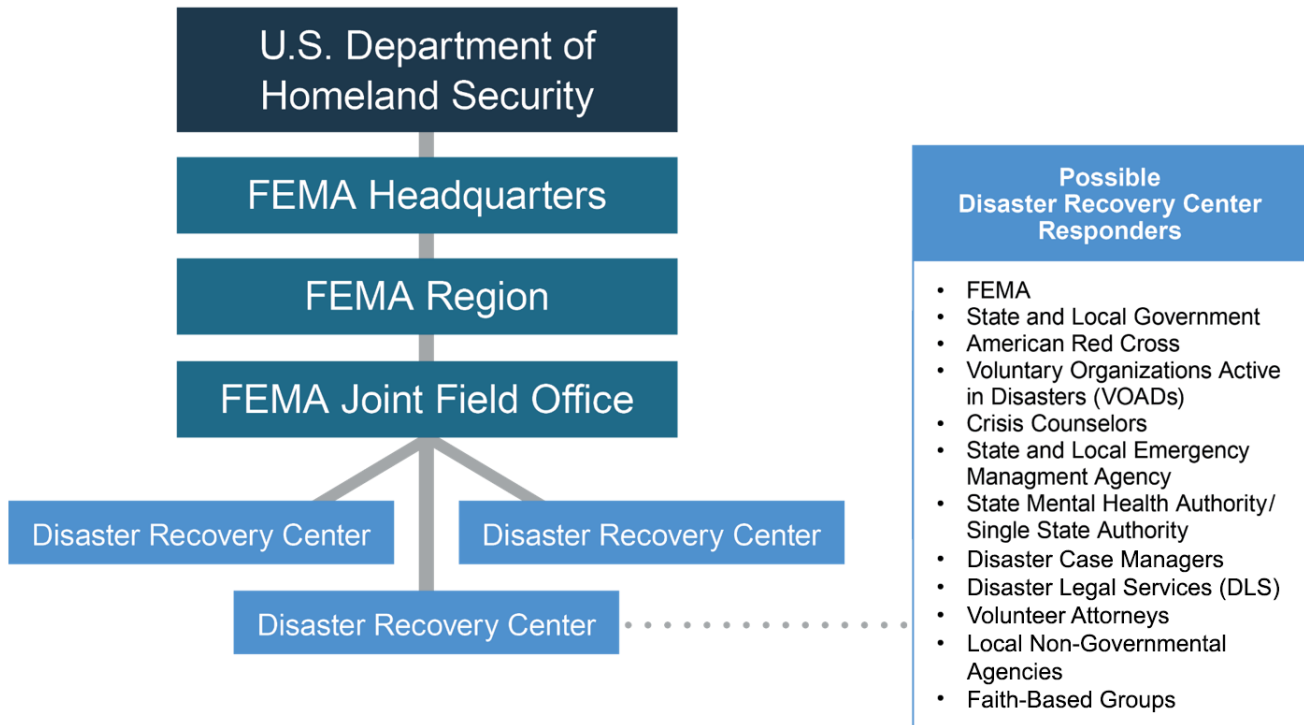 U.S. Department of
Homeland Security
FEMA Headquarters
FEMA Region
FEMA Joint Field Office
Disaster Recovery Center
Disaster Recovery Center
Disaster Recovery Center
Possible
Disaster Recovery Center
Responders
• FEMA
• State and Local Government
• American Red Cross
• Voluntary Organizations Active
in Disasters (VOADs)
• Crisis Counselors
• State and Local Emergency
Managment Agency
• State Mental Health Authority/
Single State Authority
• Disaster Case Managers
• Disaster Legal Services (DLS)
• Volunteer Attorneys
• Local Non-Governmental
Agencies
• Faith-Based Groups